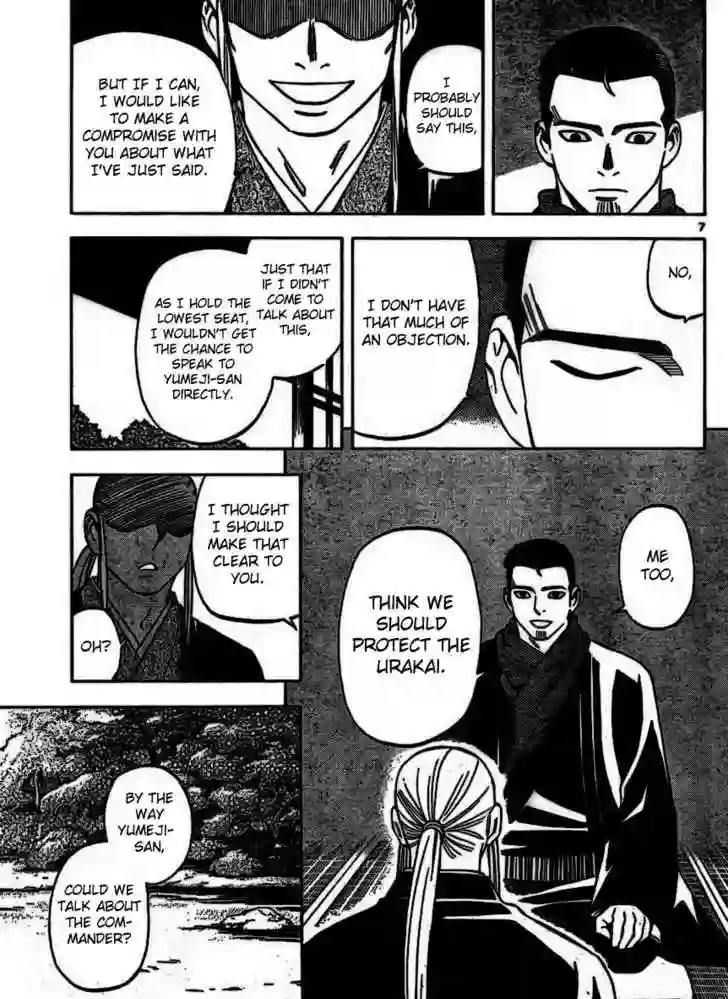 I
PROBABLY
SHOULD
SAY THIS,
BUT IF I CAN,
I WOULD LIKE
TO MAKE A
COMPROMISE WITH
YOU ABOUT WHAT
I'VE JUST SAID.
7
NO,
I DON'T HAVE
THAT MUCH OF
AN OBJECTION.
JUST THAT
IF I DIDN'T
COME TO
TALK ABOUT
THIS,
AS I HOLD THE
LOWEST SEAT,
I WOULDN'T GET
THE CHANCE TO
SPEAK TO
YUMEJI-SAN
DIRECTLY.
ME
TOO,
THINK WE
SHOULD
PROTECT THE
URAKAI.
I THOUGHT
I SHOULD
MAKE THAT
CLEAR TO
YOU.
OH?
BY THE
WAY
YUMEJI-
SAN,
COULD WE
TALK ABOUT
THE COM-
MANDER?